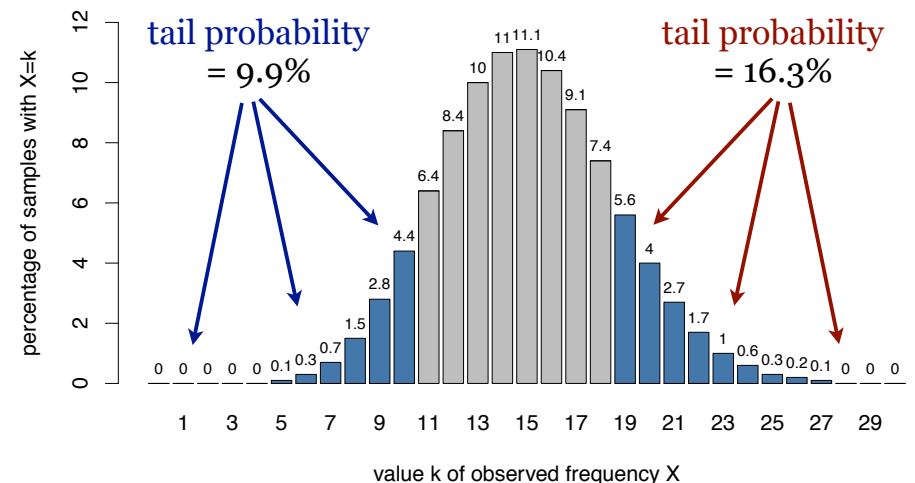 tail probability
= 9.9%
tail probability
= 16.3%
percentage of samples with X=k
12
10
8
6
4
2
0
0 0 0 0 0 0.1 0.3 0.7 1.5 2.8 4.4 6.4 8.4 10 11 11.1 10.4 9.1 7.4 5.6 4 2.7 1.7 1 0.6 0.3 0.2 0.1 0 0 0
1 3 5 7 9 11 13 15 17 19 21 23 25 27 29
value k of observed frequency X